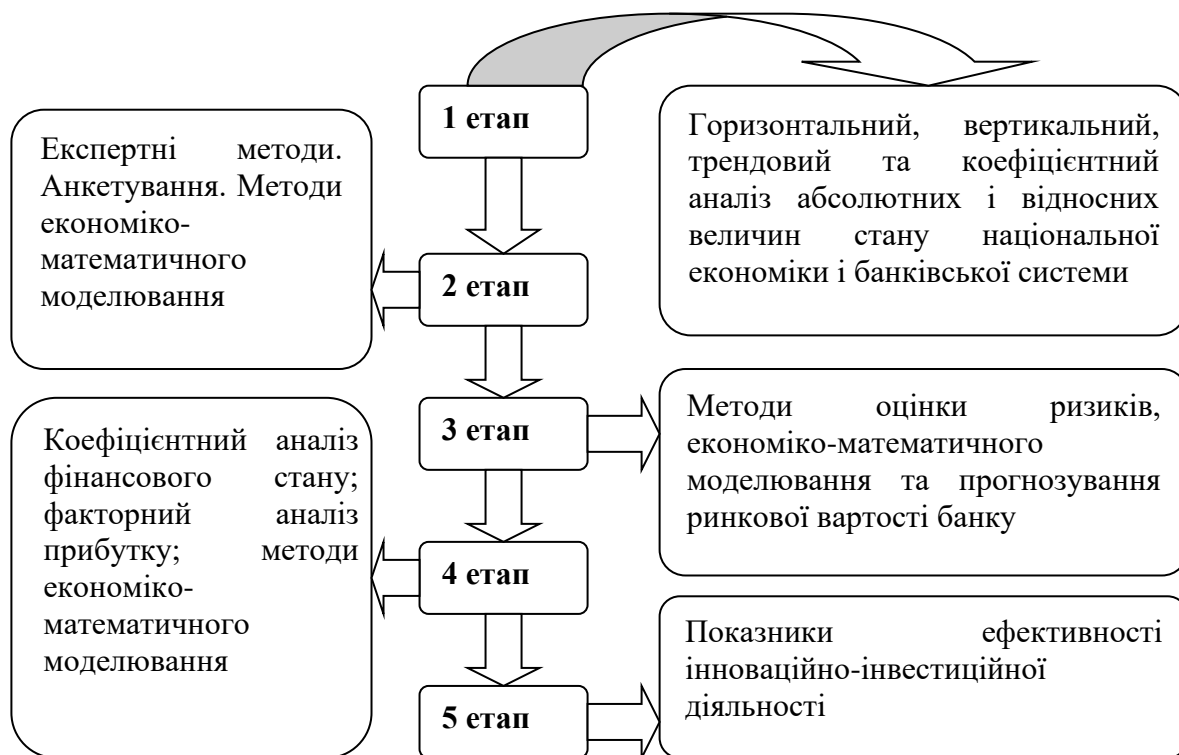 1 етап
Горизонтальний, вертикальний,
трендовий та коефіцієнтний
аналіз абсолютних і відносних
величин стану національної
економіки і банківської системи
Експертні методи.
Анкетування. Методи
економіко-
математичного
моделювання
2 етап
3 етап
Методи оцінки ризиків,
економіко-математичного
моделювання та прогнозування
ринкової вартості банку
Коефіцієнтний аналіз
фінансового стану;
факторний аналіз
прибутку; методи
економіко-
математичного
моделювання
4 етап
5 етап
Показники ефективності
інноваційно-інвестиційної
діяльності